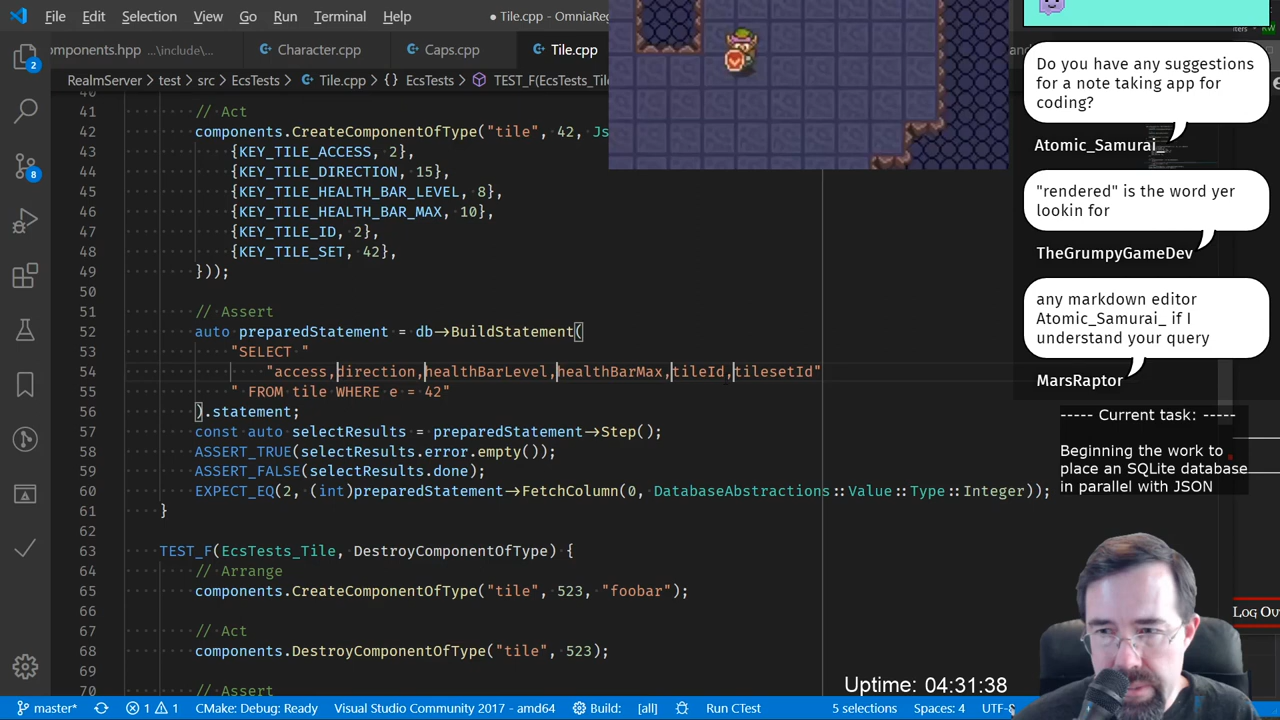 File Edit Selection View Go Run Terminal Help ● Tile.cpp - OmniaReg
omponents.hpp ...\include\... Character.cpp Caps.cpp Tile.cpp
RealmServer > test > src > EcsTests > Tile.cpp > {} EcsTests > TEST_F(EcsTests_Tile
41 // Act
42 components.CreateComponentOfType("tile", 42, Js
43 {KEY_TILE_ACCESS, 2},
44 {KEY_TILE_DIRECTION, 15},
45 {KEY_TILE_HEALTH_BAR_LEVEL, 8},
46 {KEY_TILE_HEALTH_BAR_MAX, 10},
47 {KEY_TILE_ID, 2},
48 {KEY_TILE_SET, 42},
49 }));
50
51 // Assert
52 auto preparedStatement = db->BuildStatement(
53 "SELECT "
54 "access,direction,healthBarLevel,healthBarMax,tileId,tilesetId"
55 " FROM tile WHERE e = 42"
56 ).statement;
57 const auto selectResults = preparedStatement->Step();
58 ASSERT_TRUE(selectResults.error.empty());
59 ASSERT_FALSE(selectResults.done);
60 EXPECT_EQ(2, (int)preparedStatement->FetchColumn(0, DatabaseAbstractions::Value::Type::Integer));
61 }
62
63 TEST_F(EcsTests_Tile, DestroyComponentOfType) {
64 // Arrange
65 components.CreateComponentOfType("tile", 523, "foobar");
66
67 // Act
68 components.DestroyComponentOfType("tile", 523);
69
70 // Assert
2
8
Do you have any suggestions
for a note taking app for
coding?
Atomic_Samurai_
"rendered" is the word yer
lookin for
TheGrumpyGameDev
any markdown editor
Atomic_Samurai_ if I
understand your query
MarsRaptor
----- Current task: -----
Beginning the work to
place an SQLite database
in parallel with JSON
Log Ou
Uptime: 04:31:38
master* 1 1 CMake: Debug: Ready Visual Studio Community 2017 - amd64 Build: [all] Run CTest 5 selections Spaces: 4 UTF-8